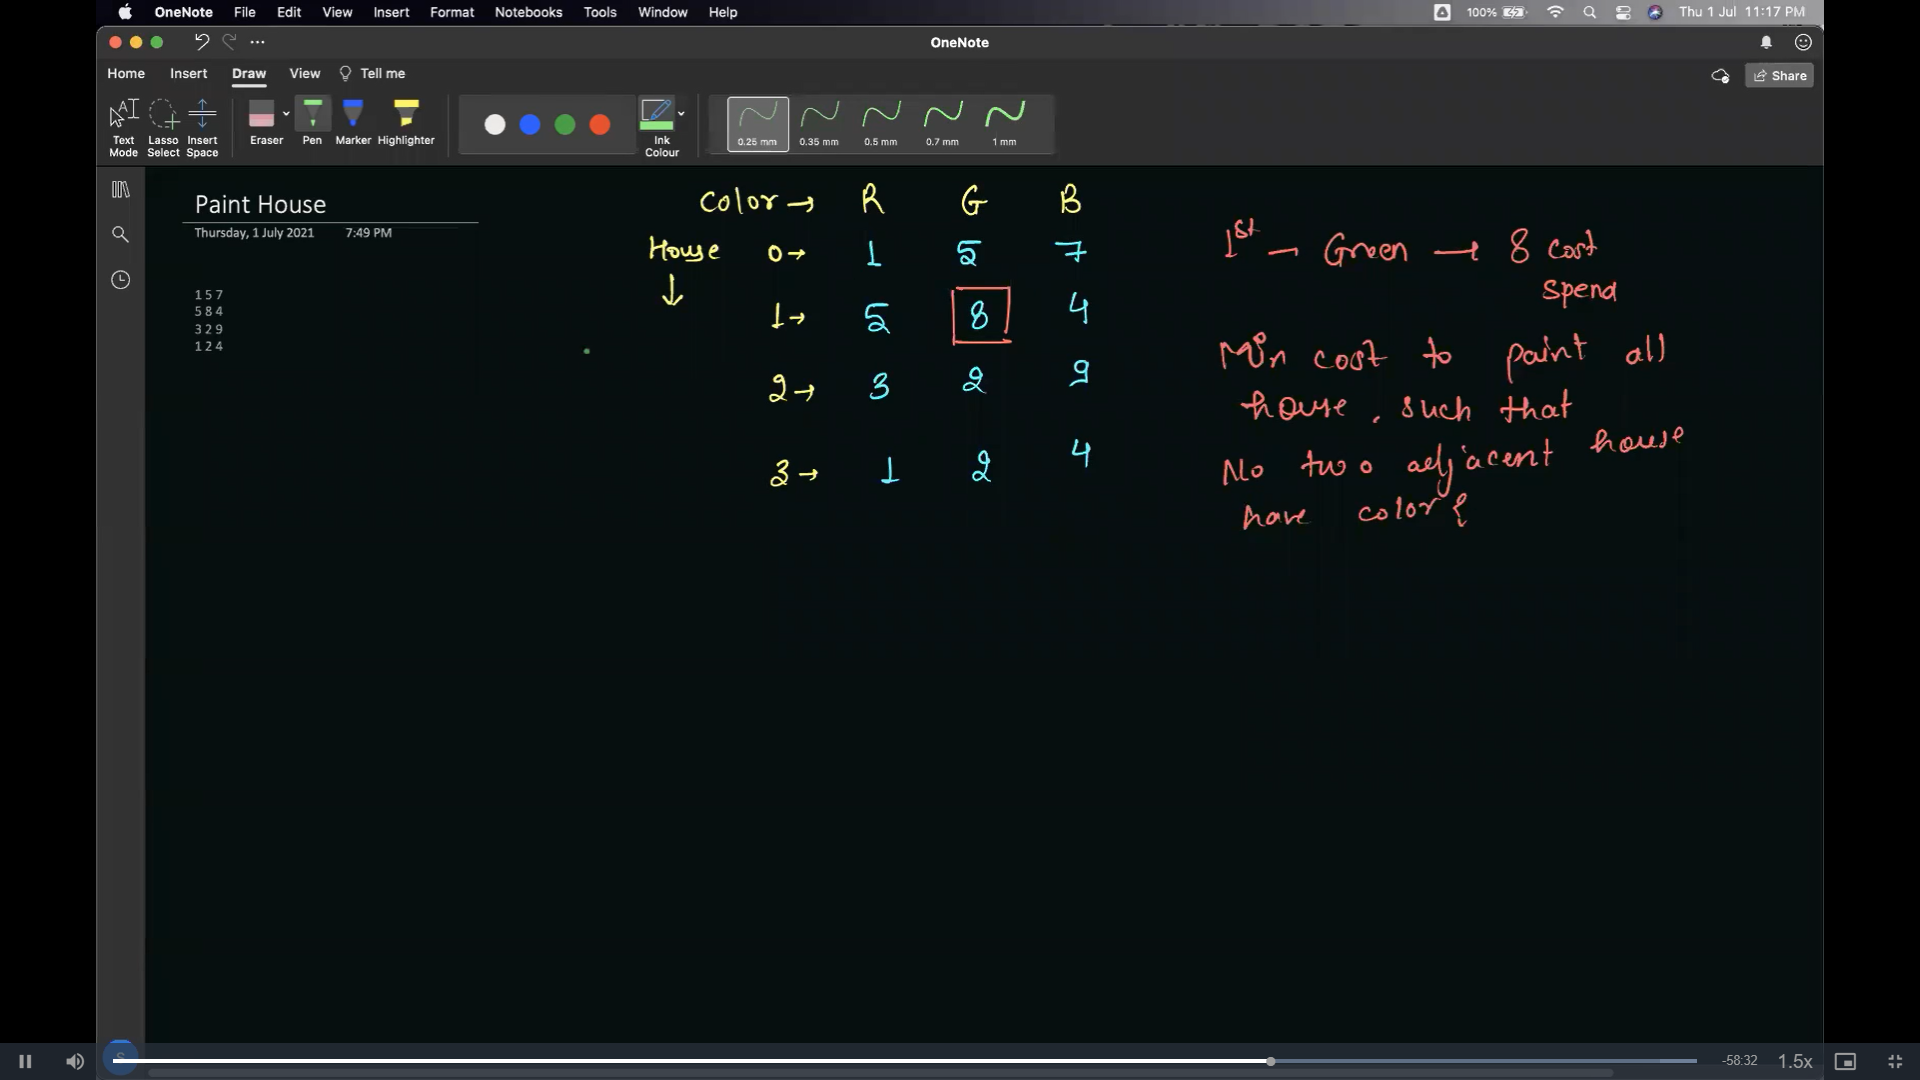 OneNote File Edit View Insert Format Notebooks Tools Window Help 100% Thu 1 Jul 11:17 PM
OneNote
Home Insert Draw View Tell me Share
Text Mode Lasso Select Insert Space Eraser Pen Marker Highlighter Ink Colour 0.25 mm 0.35 mm 0.5 mm 0.7 mm 1 mm
Paint House
Thursday, 1 July 2021 7:49 PM
1 5 7
5 8 4
3 2 9
1 2 4
Color → R G B
House 0→ 1 5 7
↓ 1→ 5 8 4
2→ 3 2 9
3→ 1 2 4
1st — Green → 8 cost
spend
Min cost to paint all
house, such that
No two adjacent house
have color {
-58:32 1.5x